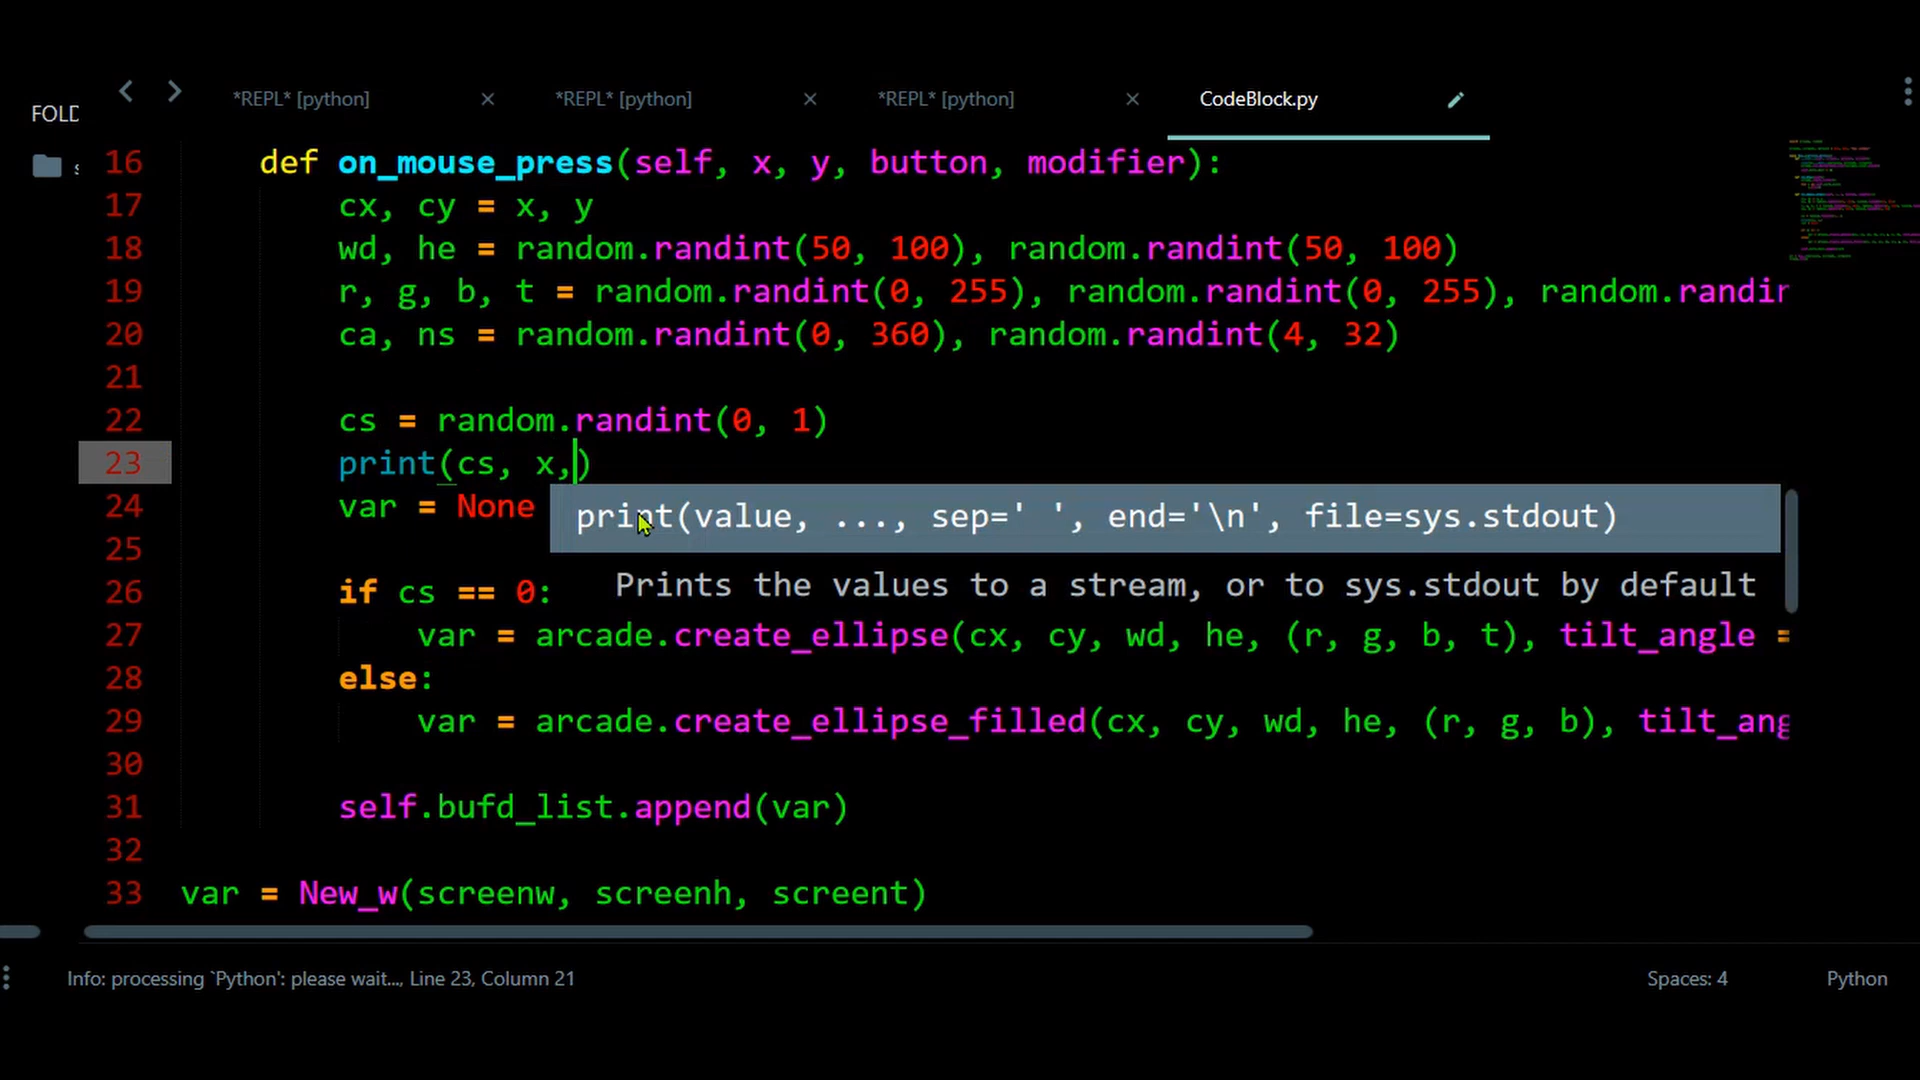 *REPL* [python]
*REPL* [python]
*REPL* [python]
CodeBlock.py
FOLD
s
16 def on_mouse_press(self, x, y, button, modifier):
17 cx, cy = x, y
18 wd, he = random.randint(50, 100), random.randint(50, 100)
19 r, g, b, t = random.randint(0, 255), random.randint(0, 255), random.randin
20 ca, ns = random.randint(0, 360), random.randint(4, 32)
21
22 cs = random.randint(0, 1)
23 print(cs, x,)
24 var = None
print(value, ..., sep=' ', end='\n', file=sys.stdout)
25
Prints the values to a stream, or to sys.stdout by default
26 if cs == 0:
27 var = arcade.create_ellipse(cx, cy, wd, he, (r, g, b, t), tilt_angle =
28 else:
29 var = arcade.create_ellipse_filled(cx, cy, wd, he, (r, g, b), tilt_ang
30
31 self.bufd_list.append(var)
32
33 var = New_w(screenw, screenh, screent)
Info: processing `Python': please wait..., Line 23, Column 21
Spaces: 4
Python